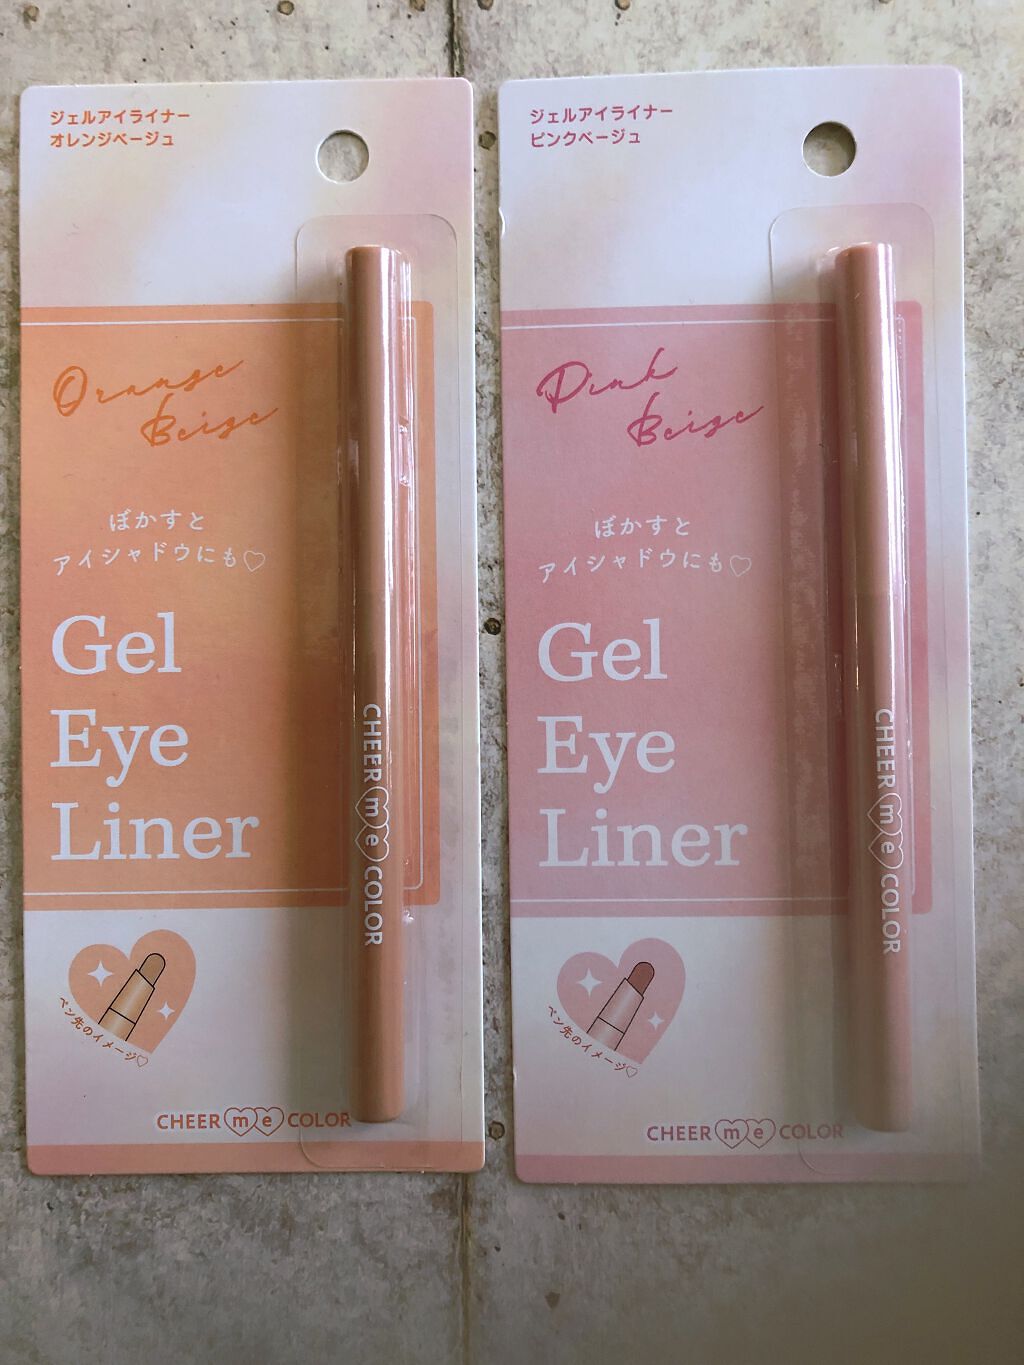 ジェルアイライナー
オレンジベージュ
Orange
Beige
ぼかすと
アイシャドウにも♡
Gel
Eye
Liner
CHEER me COLOR
ペン先のイメージ♡
CHEER me COLOR
ジェルアイライナー
ピンクベージュ
Pink
Beige
ぼかすと
アイシャドウにも♡
Gel
Eye
Liner
CHEER me COLOR
ペン先のイメージ♡
CHEER me COLOR